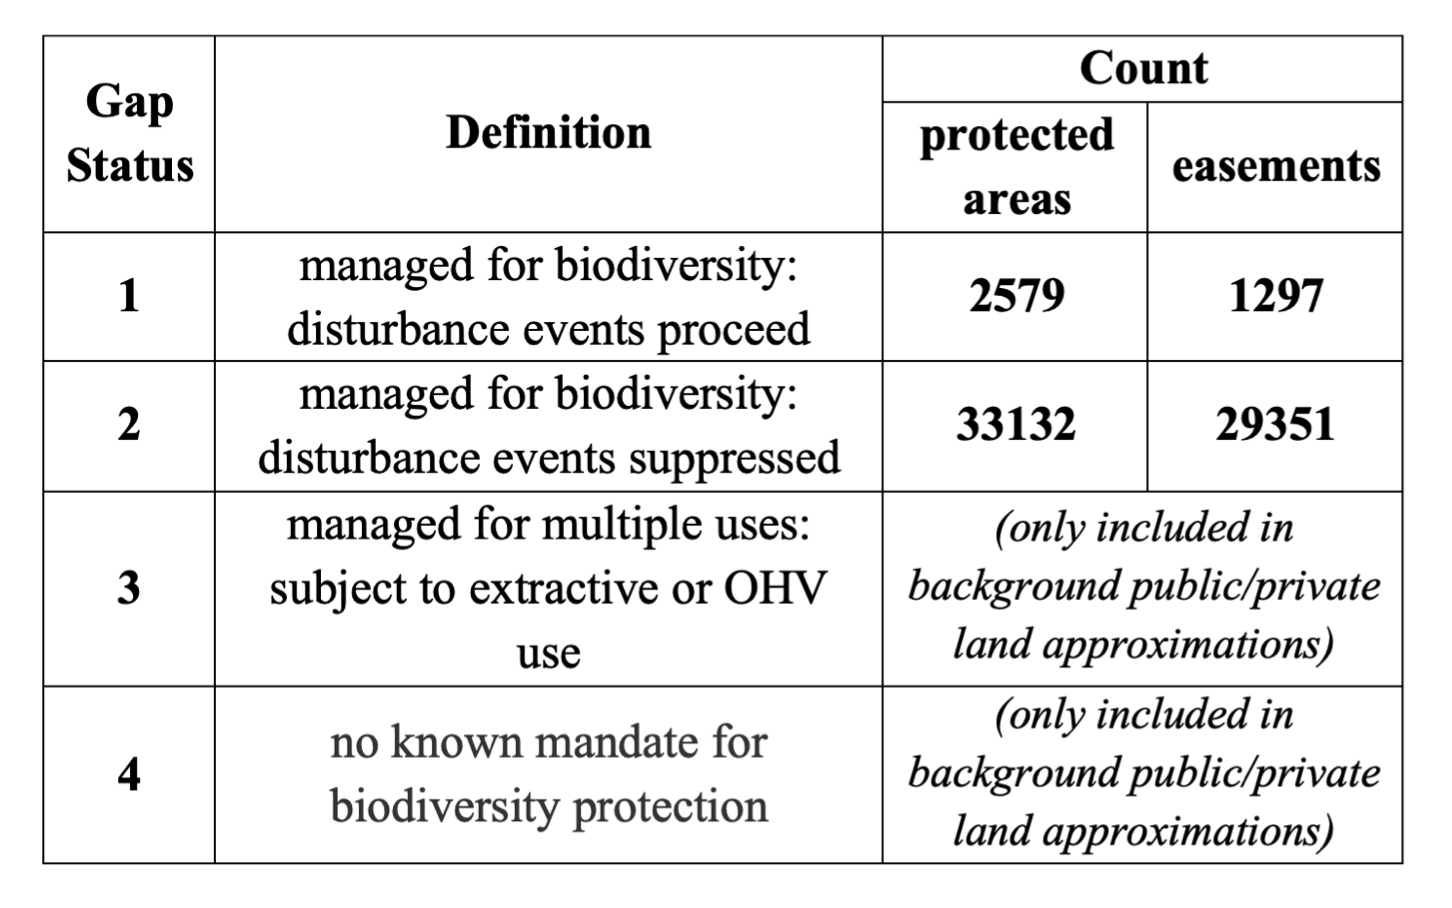 Gap
Status
Definition
Count
protected
areas
easements
1
managed for biodiversity:
disturbance events proceed
2579
1297
2
managed for biodiversity:
disturbance events suppressed
33132
29351
3
managed for multiple uses:
subject to extractive or OHV
use
(only included in
background public/private
land approximations)
4
no known mandate for
biodiversity protection
(only included in
background public/private
land approximations)